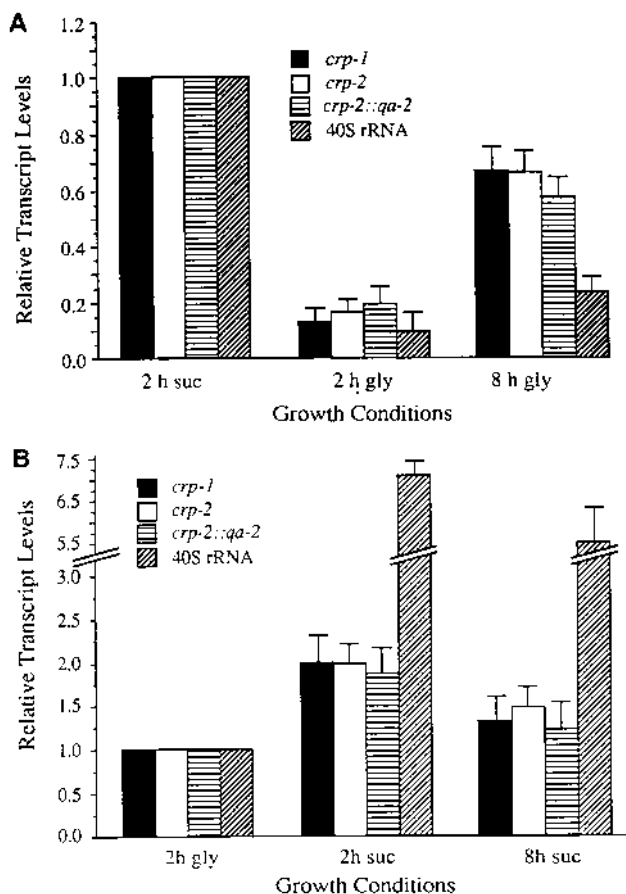 A
1.2
1.0
0.8
0.6
0.4
0.2
0.0
Relative Transcript Levels
crp-1
crp-2
crp-2::qa-2
40S rRNA
2 h suc
2 h gly
8 h gly
Growth Conditions
B
7.5
6.5
5.5
3.0
2.5
2.0
1.5
1.0
0.5
0.0
Relative Transcript Levels
crp-1
crp-2
crp-2::qa-2
40S rRNA
2h gly
2h suc
8h suc
Growth Conditions